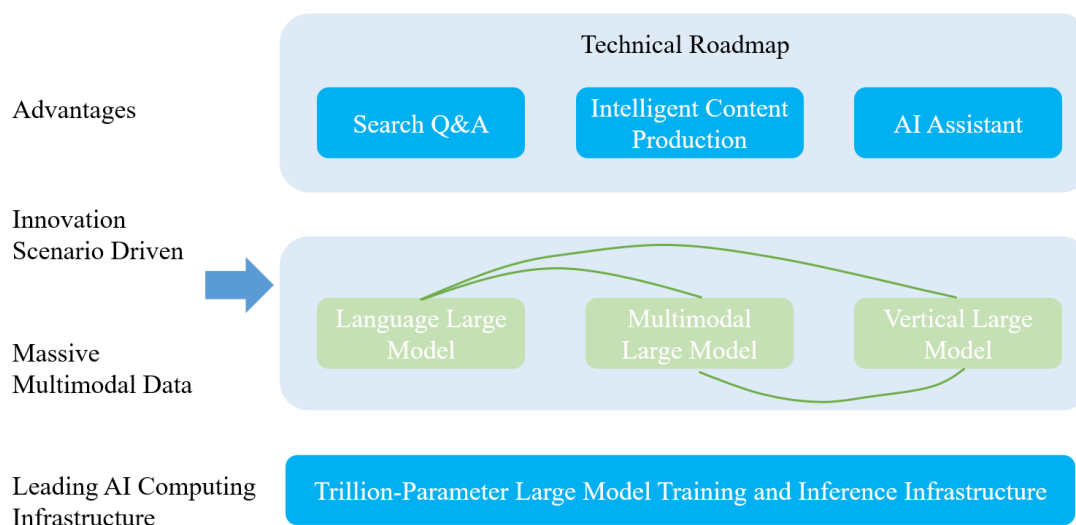 Technical Roadmap
Advantages
Search Q&A
Intelligent Content
Production
AI Assistant
Innovation
Scenario Driven
Language Large
Model
Multimodal
Large Model
Vertical Large
Model
Massive
Multimodal Data
Leading AI Computing
Infrastructure
Trillion-Parameter Large Model Training and Inference Infrastructure